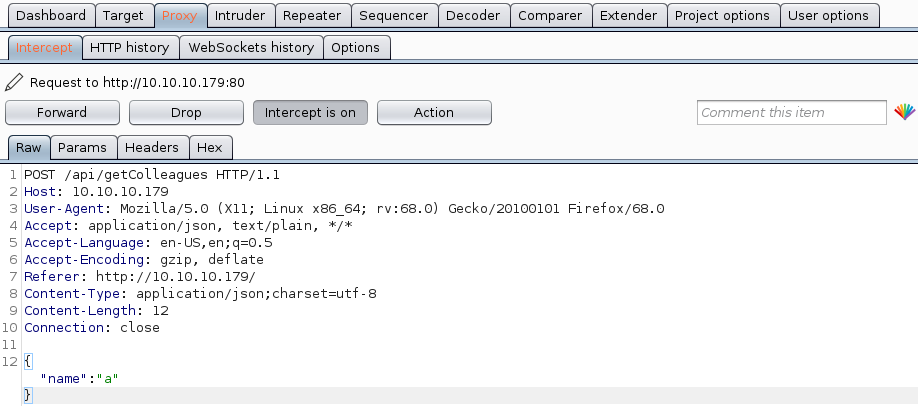 Dashboard Target Proxy Intruder Repeater Sequencer Decoder Comparer Extender Project options User options
Intercept HTTP history WebSockets history Options
Request to http://10.10.10.179:80
Forward Drop Intercept is on Action Comment this item
Raw Params Headers Hex
1 POST /api/getColleagues HTTP/1.1
2 Host: 10.10.10.179
3 User-Agent: Mozilla/5.0 (X11; Linux x86_64; rv:68.0) Gecko/20100101 Firefox/68.0
4 Accept: application/json, text/plain, */*
5 Accept-Language: en-US,en;q=0.5
6 Accept-Encoding: gzip, deflate
7 Referer: http://10.10.10.179/
8 Content-Type: application/json;charset=utf-8
9 Content-Length: 12
10 Connection: close
11
12 {
"name":"a"
}